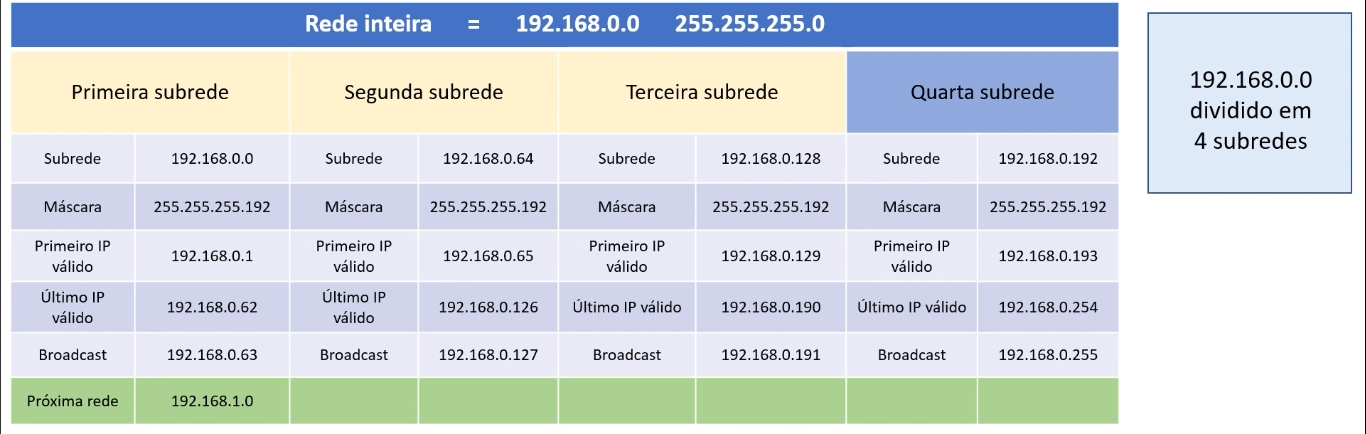 Rede inteira = 192.168.0.0 255.255.255.0
192.168.0.0
dividido em
4 subredes
Primeira subrede Segunda subrede Terceira subrede Quarta subrede
Subrede 192.168.0.0 Subrede 192.168.0.64 Subrede 192.168.0.128 Subrede 192.168.0.192
Máscara 255.255.255.192 Máscara 255.255.255.192 Máscara 255.255.255.192 Máscara 255.255.255.192
Primeiro IP válido 192.168.0.1 Primeiro IP válido 192.168.0.65 Primeiro IP válido 192.168.0.129 Primeiro IP válido 192.168.0.193
Último IP válido 192.168.0.62 Último IP válido 192.168.0.126 Último IP válido 192.168.0.190 Último IP válido 192.168.0.254
Broadcast 192.168.0.63 Broadcast 192.168.0.127 Broadcast 192.168.0.191 Broadcast 192.168.0.255
Próxima rede 192.168.1.0